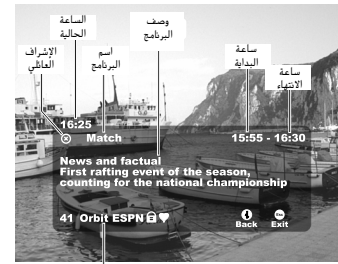 الإشراف
العائلي
الساعة
الحالية
اسم
البرنامج
وصف
البرنامج
ساعة
البداية
ساعة
الانتهاء
16:25
Match 15:55 - 16:30
News and factual
First rafting event of the season,
counting for the national championship
41 Orbit ESPN
Back Exit